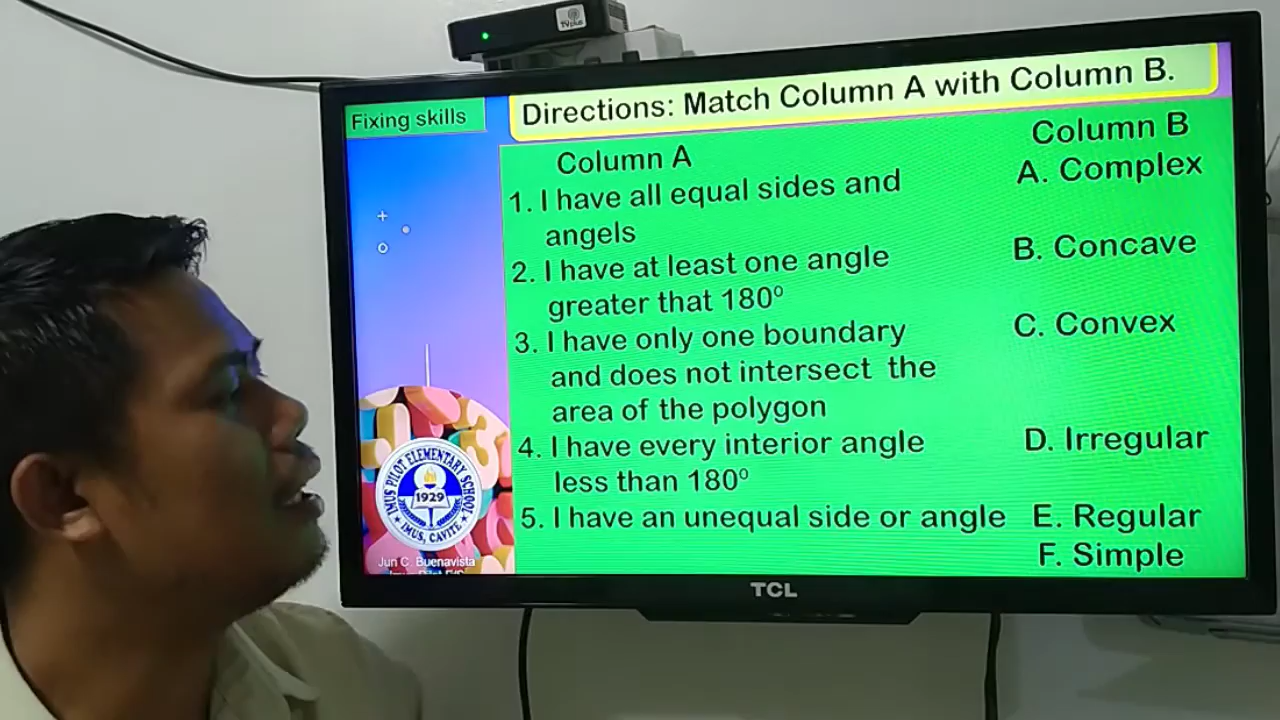 TVplus
Fixing skills
Directions: Match Column A with Column B.
Column A
Column B
1. I have all equal sides and
angels
A. Complex
2. I have at least one angle
greater that 180º
B. Concave
3. I have only one boundary
and does not intersect the
area of the polygon
C. Convex
4. I have every interior angle
less than 180º
D. Irregular
5. I have an unequal side or angle
E. Regular
F. Simple
IMUS PILOT ELEMENTARY SCHOOL
1929
IMUS, CAVITE
Jun C. Buenavista
TCL